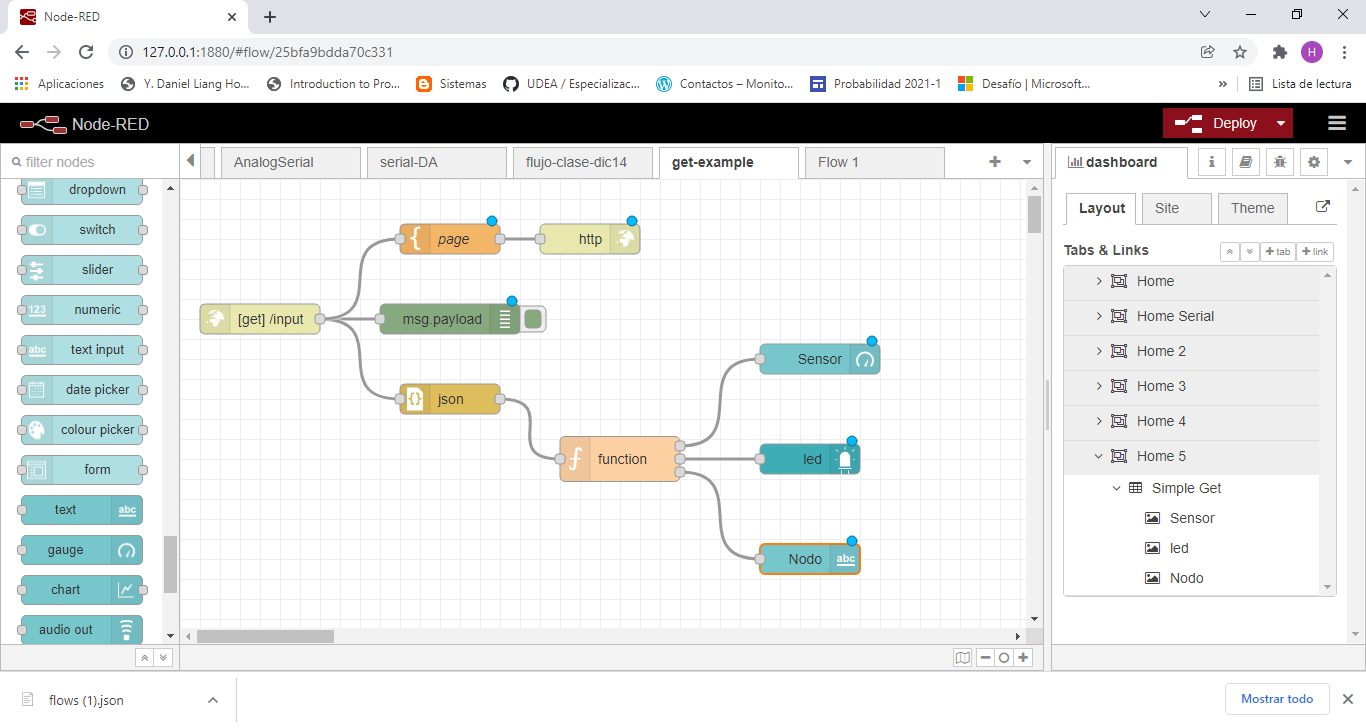 Node-RED
127.0.0.1:1880/#flow/25bfa9bdda70c331
H
Aplicaciones
Y. Daniel Liang Ho...
Introduction to Pro...
Sistemas
UDEA / Especializac...
Contactos – Monito...
Probabilidad 2021-1
Desafío | Microsoft...
»
Lista de lectura
Node-RED
Deploy
filter nodes
AnalogSerial
serial-DA
flujo-clase-dic14
get-example
Flow 1
dashboard
i
dropdown
switch
slider
123 numeric
abc text input
date picker
colour picker
form
text abc
gauge
chart
audio out
page
http
[get] /input
msg.payload
json
function
Sensor
led
Nodo abc
Layout
Site
Theme
Tabs & Links
+ tab
+ link
Home
Home Serial
Home 2
Home 3
Home 4
Home 5
Simple Get
Sensor
led
Nodo
flows (1).json
Mostrar todo